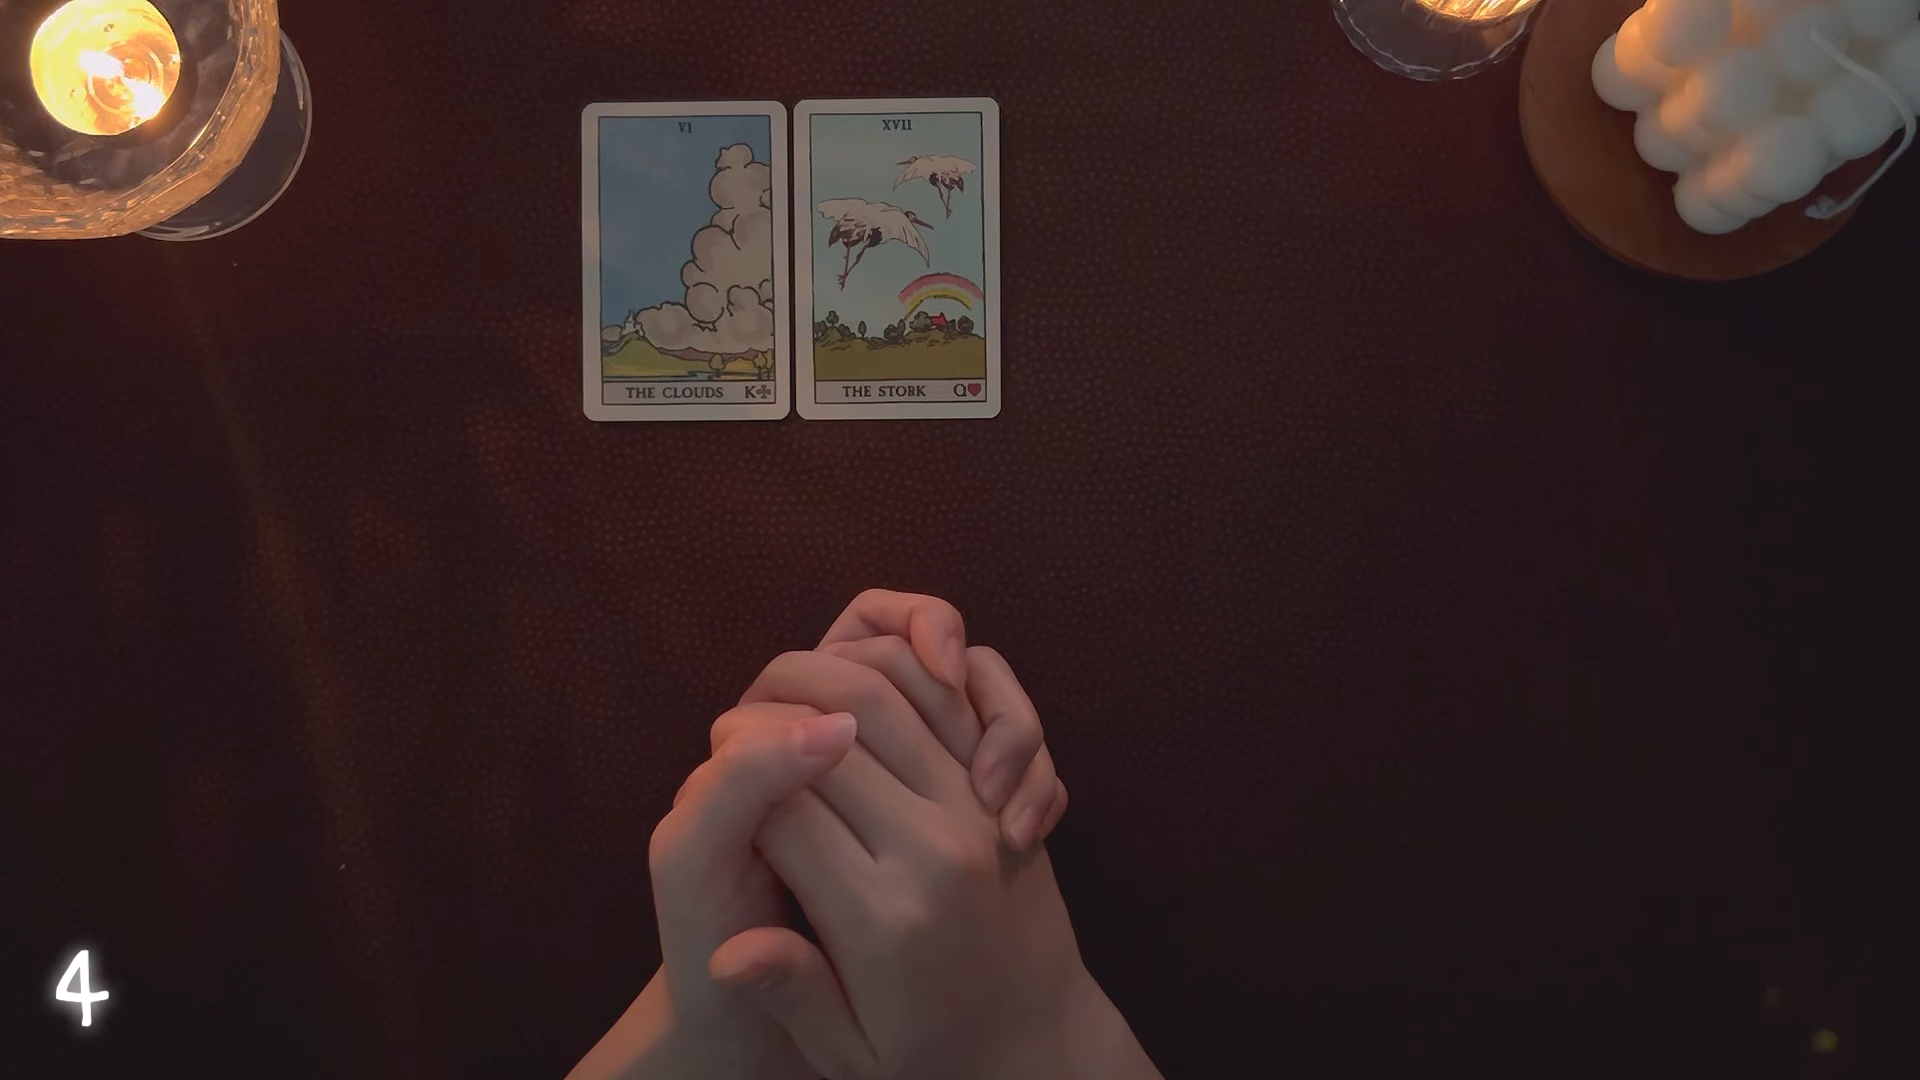 VI
THE CLOUDS K♣
XVII
THE STORK Q♥
4